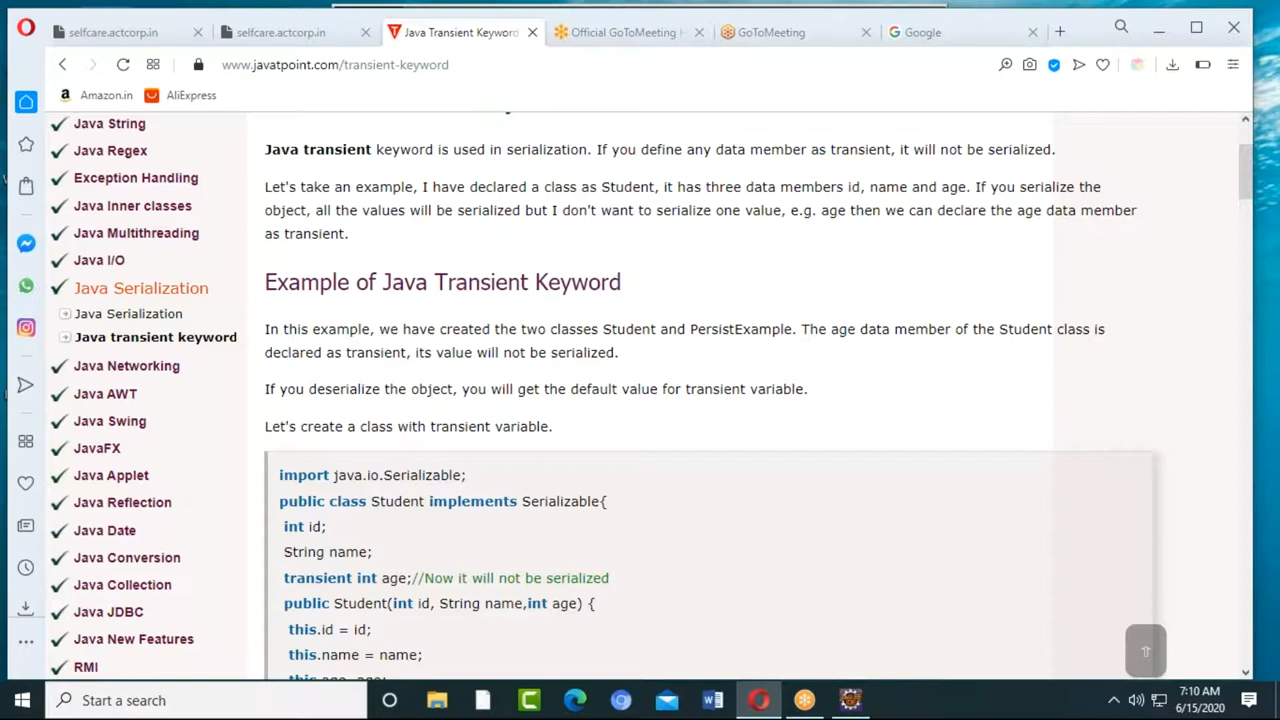 selfcare.actcorp.in
selfcare.actcorp.in
Java Transient Keyword
Official GoToMeeting
GoToMeeting
Google
www.javatpoint.com/transient-keyword
Amazon.in
AliExpress
Java String
Java Regex
Exception Handling
Java Inner classes
Java Multithreading
Java I/O
Java Serialization
Java Serialization
Java transient keyword
Java Networking
Java AWT
Java Swing
JavaFX
Java Applet
Java Reflection
Java Date
Java Conversion
Java Collection
Java JDBC
Java New Features
RMI
Java transient keyword is used in serialization. If you define any data member as transient, it will not be serialized.
Let's take an example, I have declared a class as Student, it has three data members id, name and age. If you serialize the
object, all the values will be serialized but I don't want to serialize one value, e.g. age then we can declare the age data member
as transient.
Example of Java Transient Keyword
In this example, we have created the two classes Student and PersistExample. The age data member of the Student class is
declared as transient, its value will not be serialized.
If you deserialize the object, you will get the default value for transient variable.
Let's create a class with transient variable.
import java.io.Serializable;
public class Student implements Serializable{
int id;
String name;
transient int age;//Now it will not be serialized
public Student(int id, String name,int age) {
this.id = id;
this.name = name;
Start a search
7:10 AM
6/15/2020